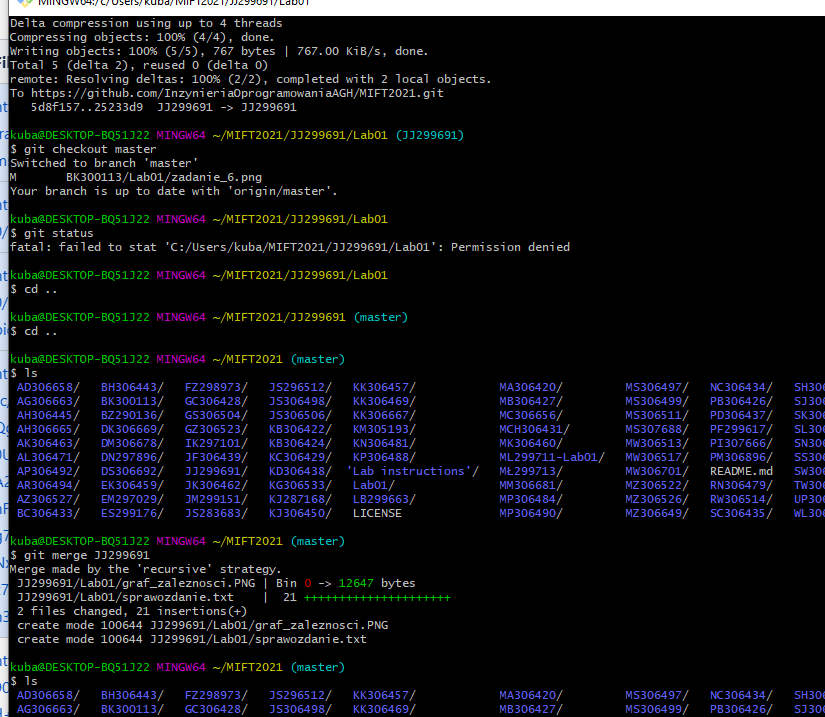 MINGW64:/c/Users/kuba/MIFT2021/JJ299691/Lab01
Delta compression using up to 4 threads
Compressing objects: 100% (4/4), done.
Writing objects: 100% (5/5), 767 bytes | 767.00 KiB/s, done.
Total 5 (delta 2), reused 0 (delta 0)
remote: Resolving deltas: 100% (2/2), completed with 2 local objects.
To https://github.com/InzynieriaOprogramowaniaAGH/MIFT2021.git
5d8f157..25233d9  JJ299691 -> JJ299691
kuba@DESKTOP-BQ51J22 MINGW64 ~/MIFT2021/JJ299691/Lab01 (JJ299691)
$ git checkout master
Switched to branch 'master'
M       BK300113/Lab01/zadanie_6.png
Your branch is up to date with 'origin/master'.
kuba@DESKTOP-BQ51J22 MINGW64 ~/MIFT2021/JJ299691/Lab01
$ git status
fatal: failed to stat 'C:/Users/kuba/MIFT2021/JJ299691/Lab01': Permission denied
kuba@DESKTOP-BQ51J22 MINGW64 ~/MIFT2021/JJ299691/Lab01
$ cd ..
kuba@DESKTOP-BQ51J22 MINGW64 ~/MIFT2021/JJ299691 (master)
$ cd ..
kuba@DESKTOP-BQ51J22 MINGW64 ~/MIFT2021 (master)
$ ls
AD306658/ BH306443/ FZ298973/ JS296512/ KK306457/ MA306420/ MS306497/ NC306434/ SH306
AG306663/ BK300113/ GC306428/ JS306498/ KK306469/ MB306427/ MS306499/ PB306426/ SJ306
AH306445/ BZ290136/ GS306504/ JS306506/ KK306667/ MC306656/ MS306511/ PD306437/ SK306
AH306665/ DK306669/ GZ306523/ KB306422/ KM305193/ MCH306431/ MS307688/ PF299617/ SL306
AK306463/ DM306678/ IK297101/ KB306424/ KN306481/ MK306460/ MW306513/ PI307666/ SN306
AL306471/ DN297896/ JF306439/ KC306429/ KP306488/ ML299711-Lab01/ MW306517/ PM306896/ SS306
AP306492/ DS306692/ JJ299691/ KD306438/ 'Lab instructions'/ MŁ299713/ MW306701/ README.md SW306
AR306494/ EK306459/ JK306462/ KG306533/ Lab01/ MM306681/ MZ305522/ RN306479/ TW306
AZ306527/ EM297029/ JM299151/ KJ287168/ LB299663/ MP306484/ MZ306526/ RW306514/ UP306
BC306433/ ES299176/ JS283683/ KJ306450/ LICENSE MP306490/ MZ306649/ SC306435/ WL306
kuba@DESKTOP-BQ51J22 MINGW64 ~/MIFT2021 (master)
$ git merge JJ299691
Merge made by the 'recursive' strategy.
JJ299691/Lab01/graf_zaleznosci.PNG | Bin 0 -> 12647 bytes
JJ299691/Lab01/sprawozdanie.txt    |  21 +++++++++++++++++++++
2 files changed, 21 insertions(+)
create mode 100644 JJ299691/Lab01/graf_zaleznosci.PNG
create mode 100644 JJ299691/Lab01/sprawozdanie.txt
kuba@DESKTOP-BQ51J22 MINGW64 ~/MIFT2021 (master)
$ ls
AD306658/ BH306443/ FZ298973/ JS296512/ KK306457/ MA306420/ MS306497/ NC306434/ SH306
AG306663/ BK300113/ GC306428/ JS306498/ KK306469/ MB306427/ MS306499/ PB306426/ SJ306